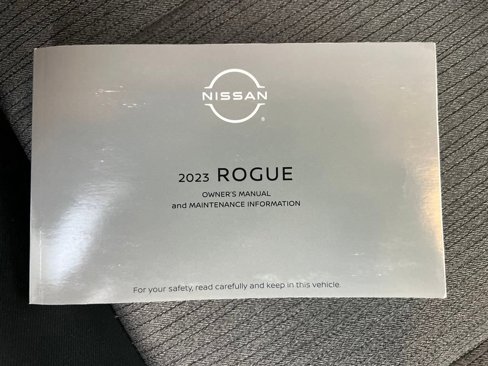 NISSAN
®
2023 ROGUE
OWNER'S MANUAL
and MAINTENANCE INFORMATION
For your safety, read carefully and keep in this vehicle.